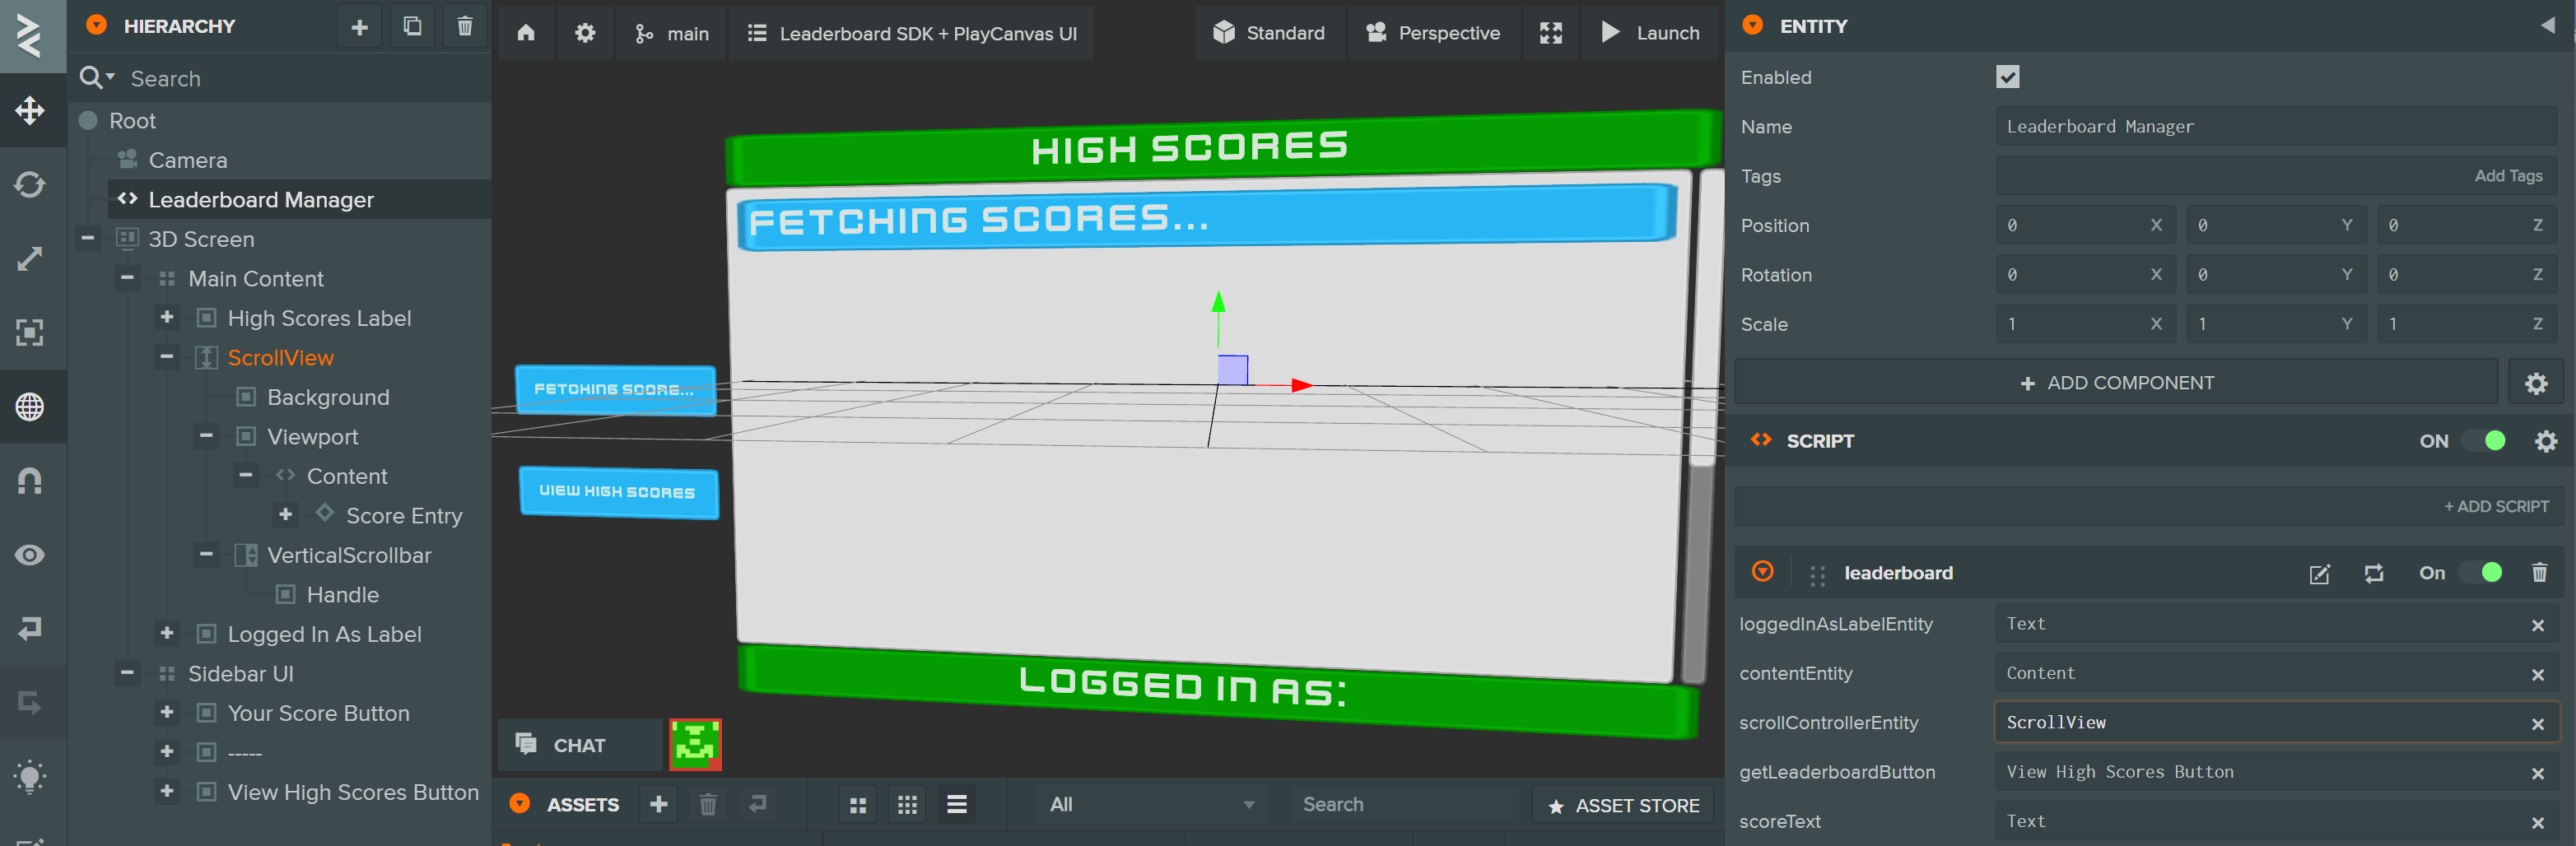 HIERARCHY
Search
Root
Camera
Leaderboard Manager
3D Screen
Main Content
High Scores Label
ScrollView
Background
Viewport
Content
Score Entry
VerticalScrollbar
Handle
Logged In As Label
Sidebar UI
Your Score Button
-----
View High Scores Button
main
Leaderboard SDK + PlayCanvas UI
Standard
Perspective
Launch
HIGH SCORES
FETCHING SCORES...
FETCHING SCORE...
VIEW HIGH SCORES
LOGGED IN AS:
CHAT
ASSETS
All
Search
ASSET STORE
ENTITY
Enabled
Name Leaderboard Manager
Tags Add Tags
Position 0 X 0 Y 0 Z
Rotation 0 X 0 Y 0 Z
Scale 1 X 1 Y 1 Z
+ ADD COMPONENT
SCRIPT ON
+ ADD SCRIPT
leaderboard On
loggedInAsLabelEntity Text
contentEntity Content
scrollControllerEntity ScrollView
getLeaderboardButton View High Scores Button
scoreText Text